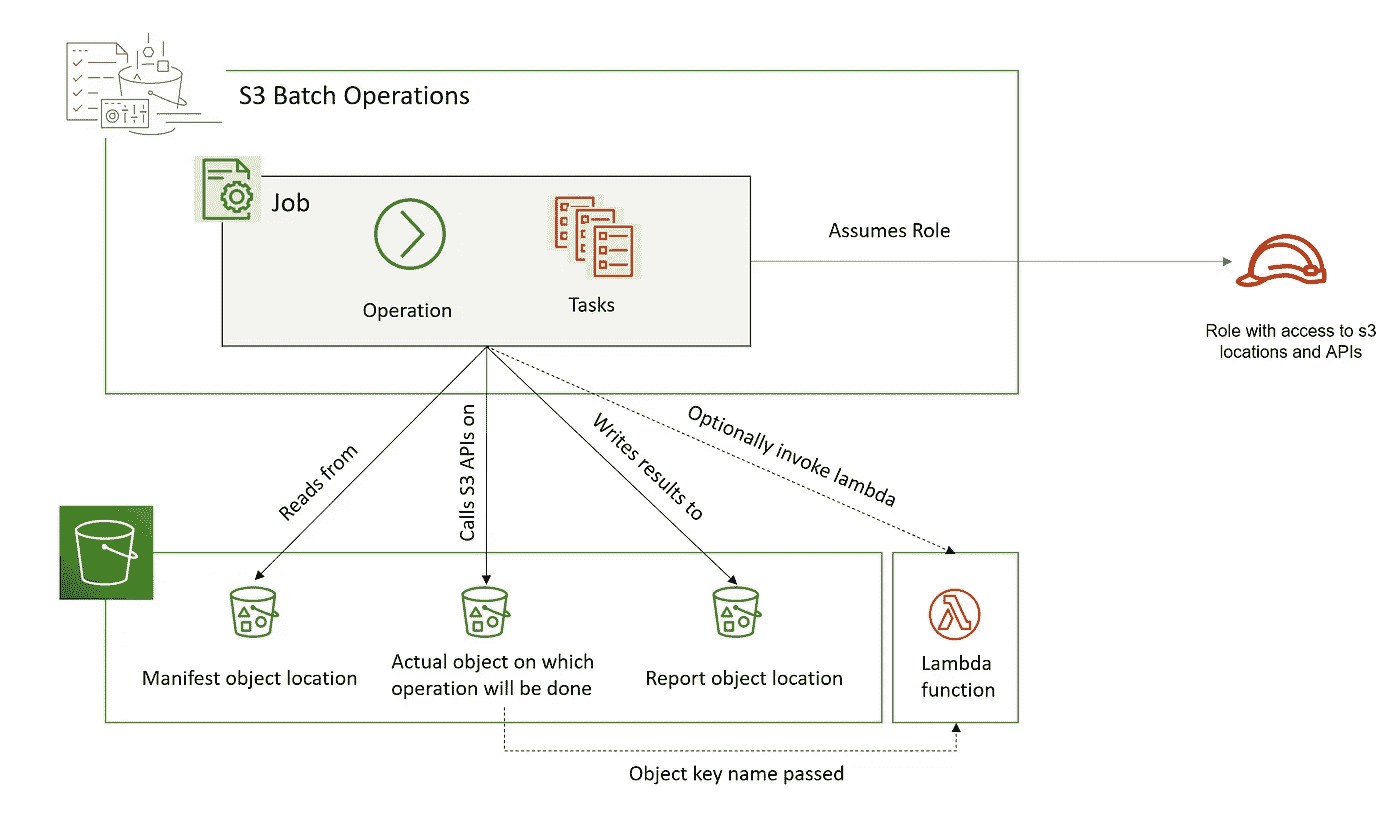 S3 Batch Operations
Job
Operation
Tasks
Assumes Role
Role with access to s3
locations and APIs
Reads from
Calls S3 APIs on
Writes results to
Optionally invoke lambda
Manifest object location
Actual object on which
operation will be done
Report object location
Lambda
function
Object key name passed